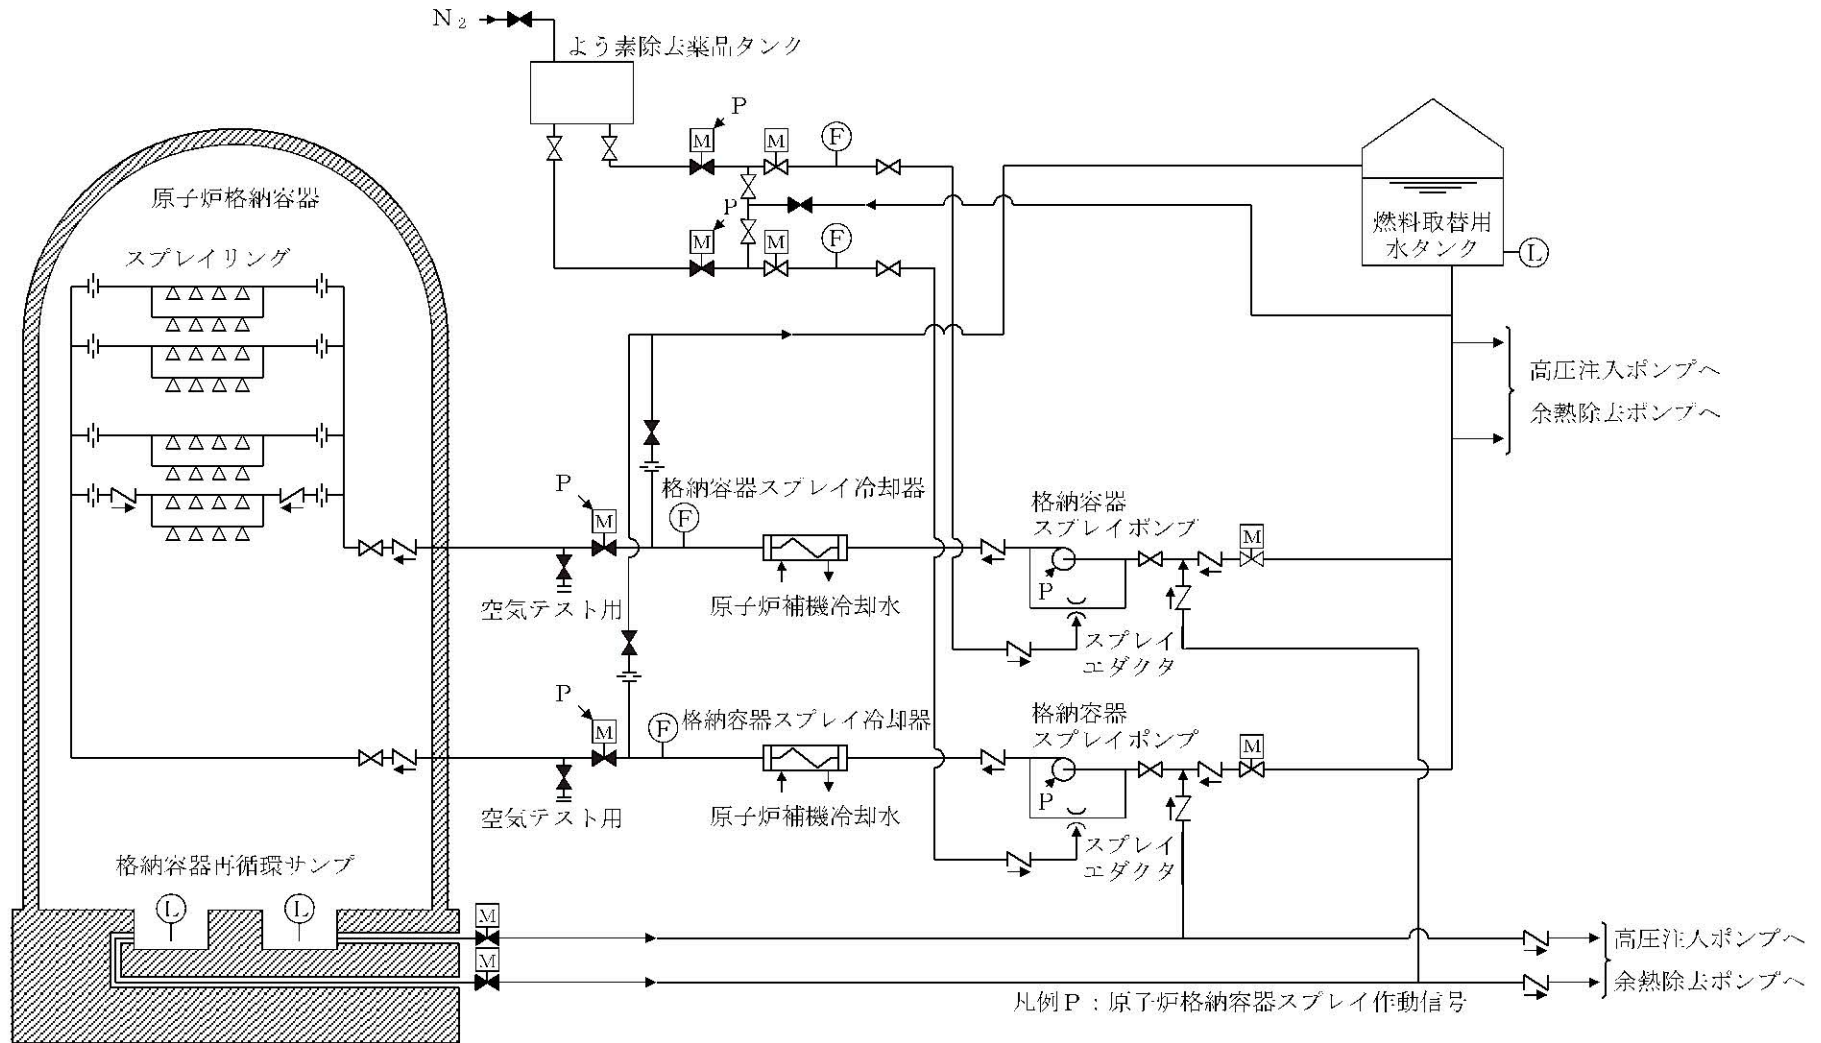 N₂
よう素除去薬品タンク
P
M
M
F
原子炉格納容器
スプレイリング
P
M
M
F
燃料取替用
水タンク
L
高圧注入ポンプへ
余熱除去ポンプへ
P
M
格納容器スプレイ冷却器
F
格納容器
スプレイポンプ
M
P
空気テスト用
原子炉補機冷却水
スプレイ
エダクタ
P
M
F
格納容器スプレイ冷却器
格納容器
スプレイポンプ
M
P
空気テスト用
原子炉補機冷却水
スプレイ
エダクタ
格納容器再循環サンプ
L
L
M
高圧注入ポンプへ
M
余熱除去ポンプへ
凡例 P：原子炉格納容器スプレイ作動信号